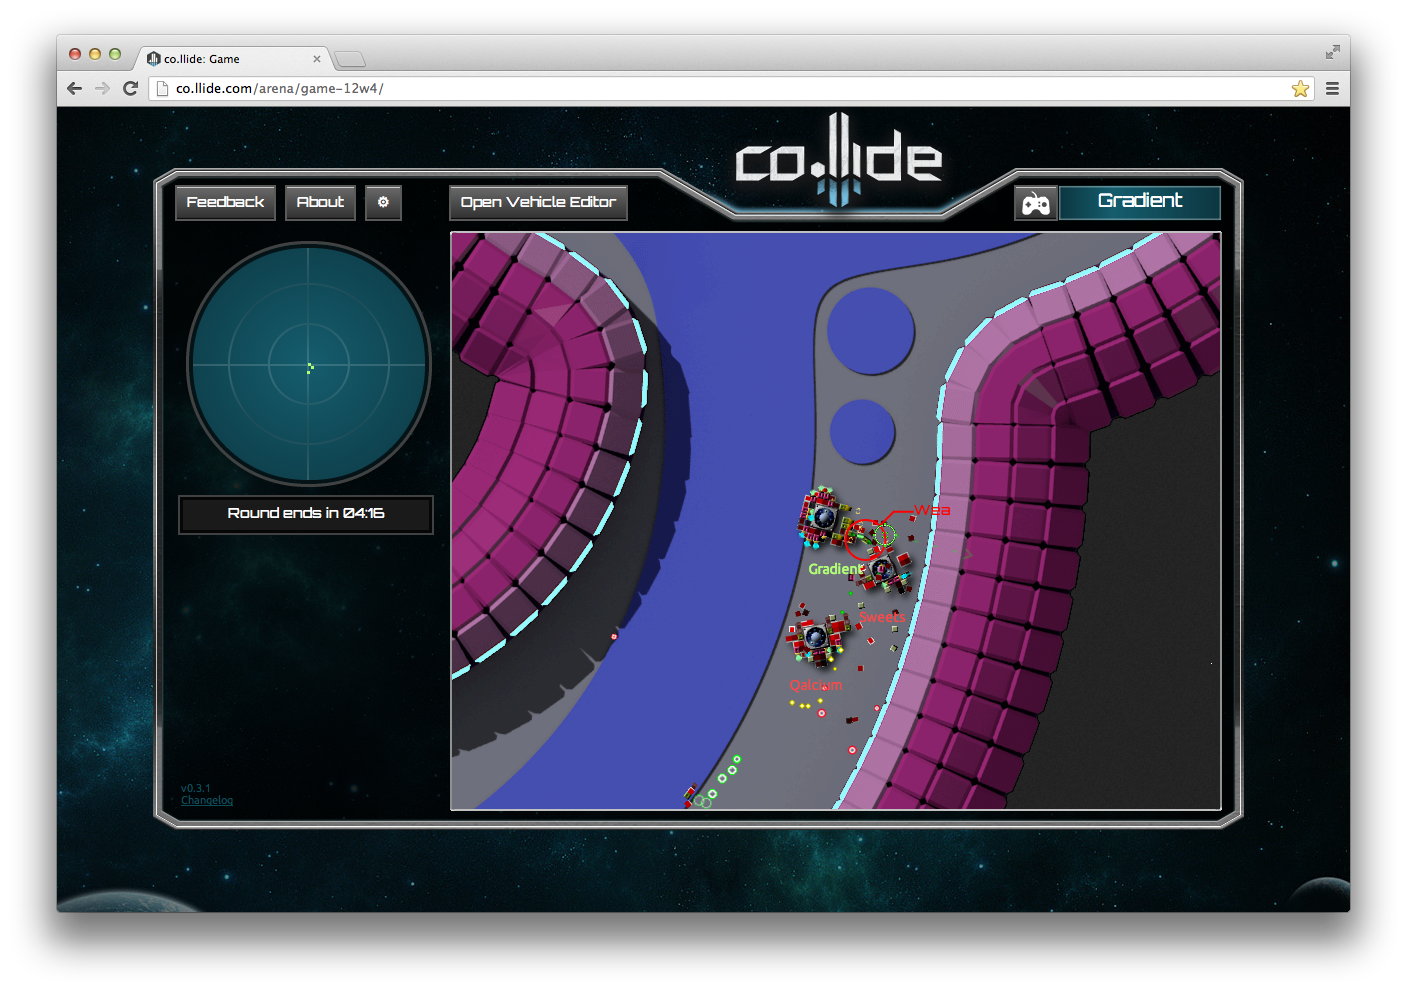 co.llide: Game
co.llide.com/arena/game-12w4/
co.llide
Feedback
About
Open Vehicle Editor
Gradient
Wea
Gradient
Sweets
Qalcium
Round ends in 04:16
v0.3.1
Changelog